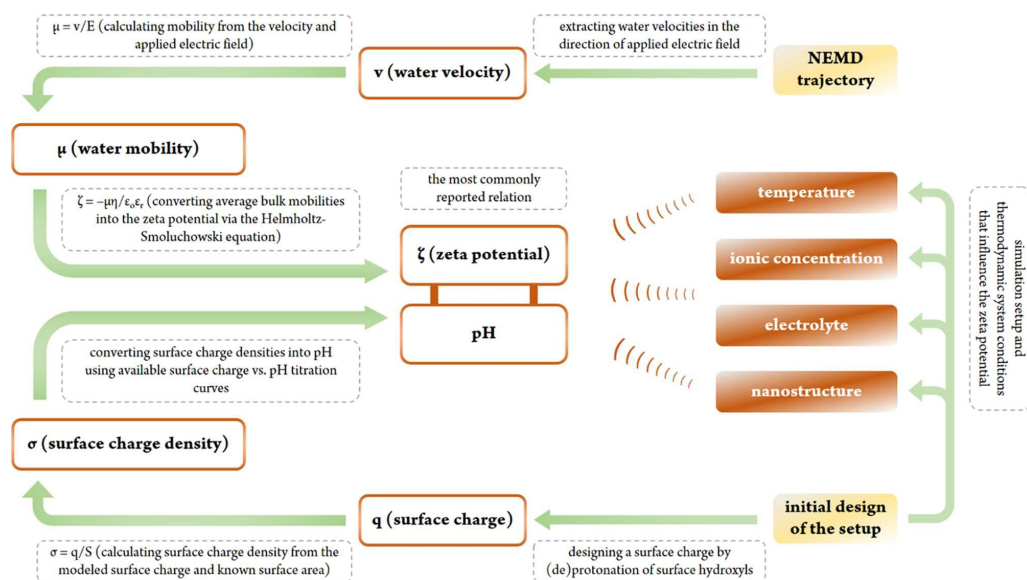 μ = v/E (calculating mobility from the velocity and
applied electric field)
extracting water velocities in the
direction of applied electric field
NEMD
trajectory
v (water velocity)
μ (water mobility)
ζ = −μη/εₒεᵣ (converting average bulk mobilities
into the zeta potential via the Helmholtz-
Smoluchowski equation)
the most commonly
reported relation
temperature
ζ (zeta potential)
ionic concentration
pH
electrolyte
simulation setup and
thermodynamic system conditions
that influence the zeta potential
converting surface charge densities into pH
using available surface charge vs. pH titration
curves
nanostructure
σ (surface charge density)
q (surface charge)
initial design
of the setup
σ = q/S (calculating surface charge density from the
modeled surface charge and known surface area)
designing a surface charge by
(de)protonation of surface hydroxyls